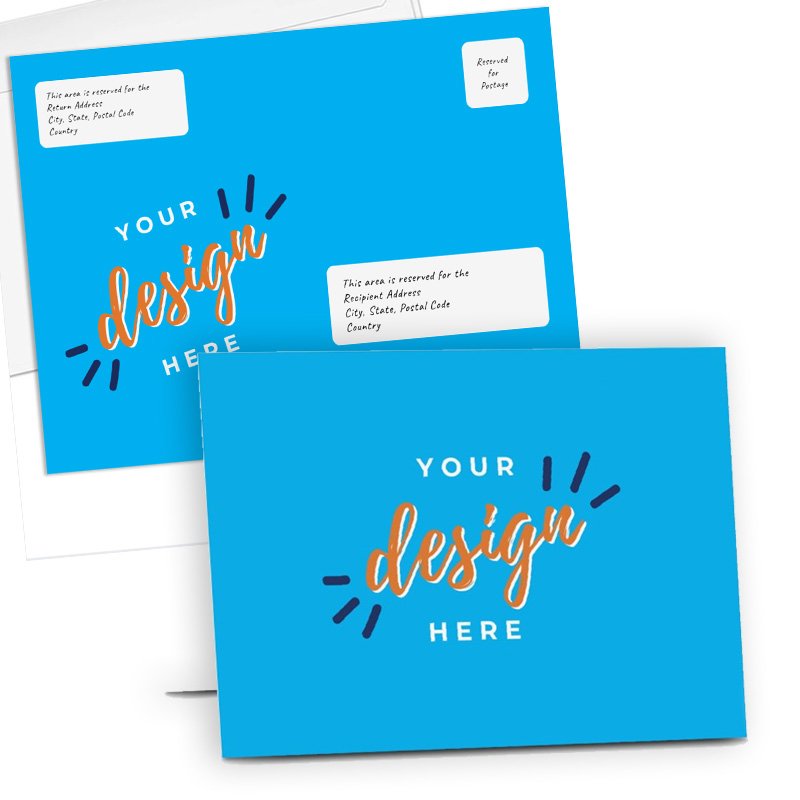 This area is reserved for the
Return Address
City, State, Postal Code
Country
Reserved
for
Postage
YOUR
design
HERE
This area is reserved for the
Recipient Address
City, State, Postal Code
Country
YOUR
design
HERE